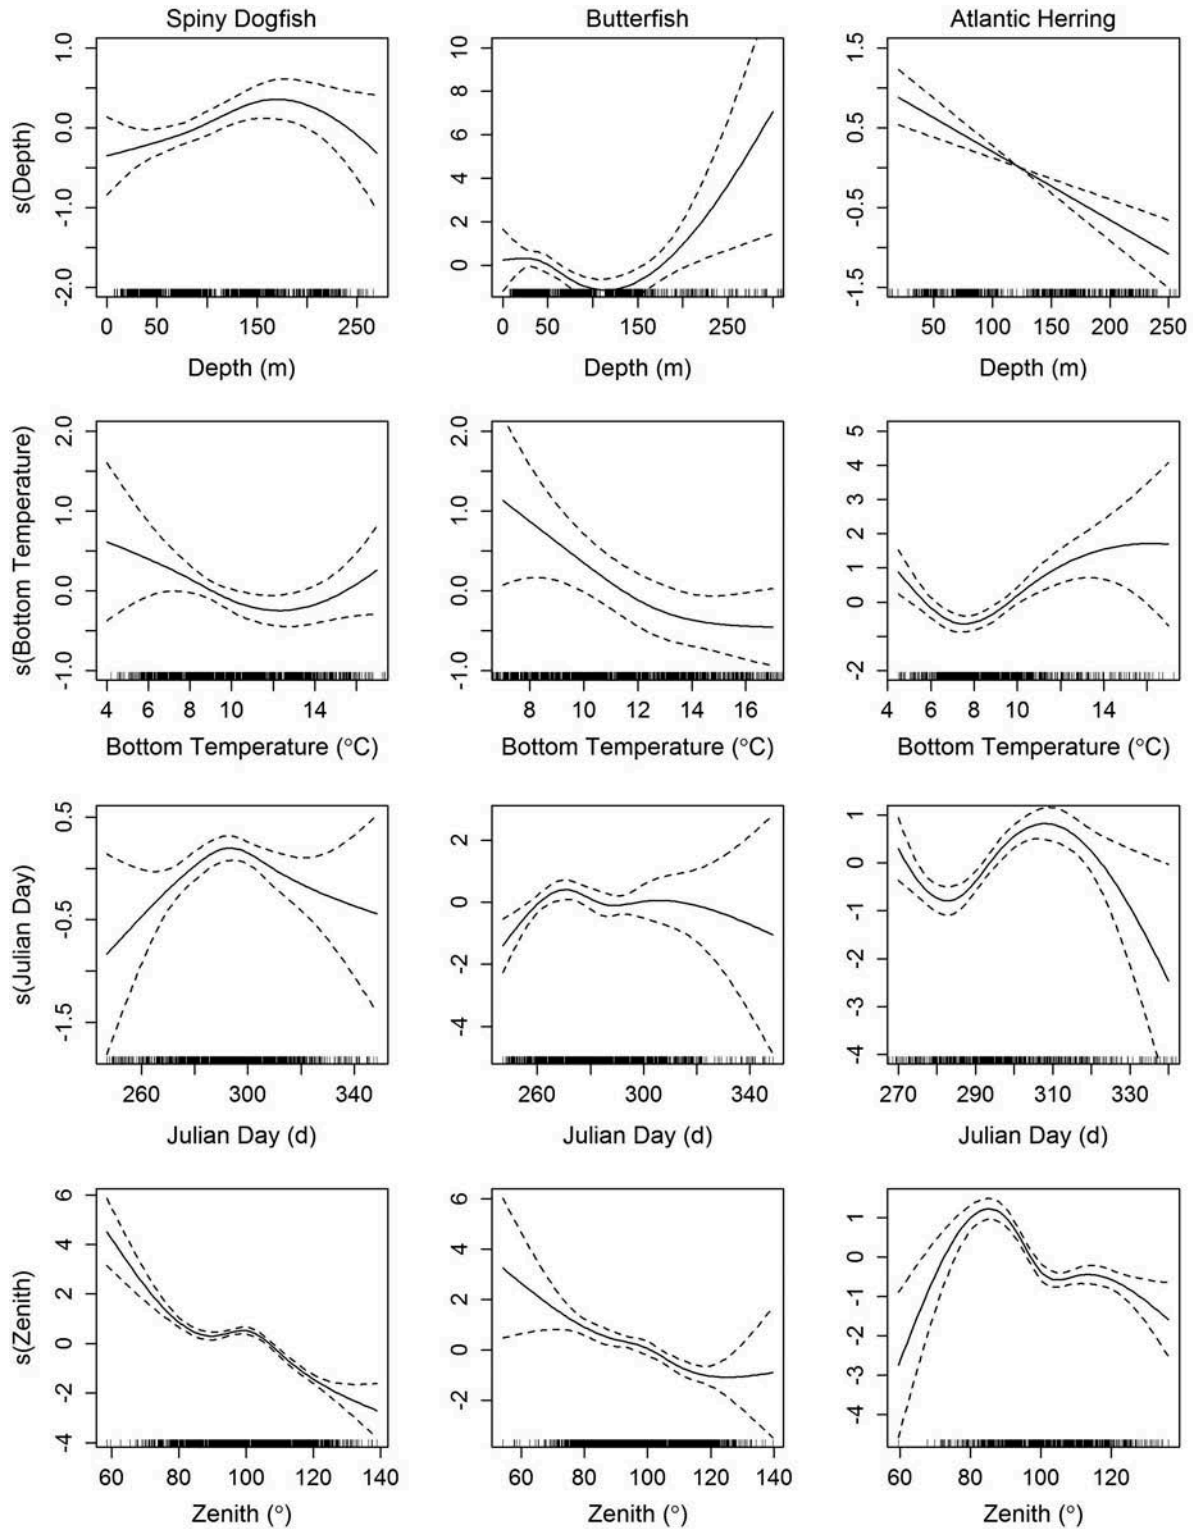 Spiny Dogfish Butterfish Atlantic Herring
s(Depth)
1.0
0.0
-1.0
-2.0
0 50 150 250
Depth (m)
10
8
6
4
2
0
0 50 150 250
Depth (m)
1.5
0.5
-0.5
-1.5
50 100 150 200 250
Depth (m)
s(Bottom Temperature)
2.0
1.0
0.0
-1.0
4 6 8 10 14
Bottom Temperature (°C)
2.0
1.0
0.0
-1.0
8 10 12 14 16
Bottom Temperature (°C)
5
4
3
2
1
0
-2
4 6 8 10 14
Bottom Temperature (°C)
s(Julian Day)
0.5
-0.5
-1.5
260 300 340
Julian Day (d)
2
0
-2
-4
260 300 340
Julian Day (d)
1
0
-1
-2
-3
-4
270 290 310 330
Julian Day (d)
s(Zenith)
6
4
2
0
-2
-4
60 80 100 120 140
Zenith (°)
6
4
2
0
-2
60 80 100 120 140
Zenith (°)
1
0
-1
-2
-3
-4
60 80 100 120
Zenith (°)